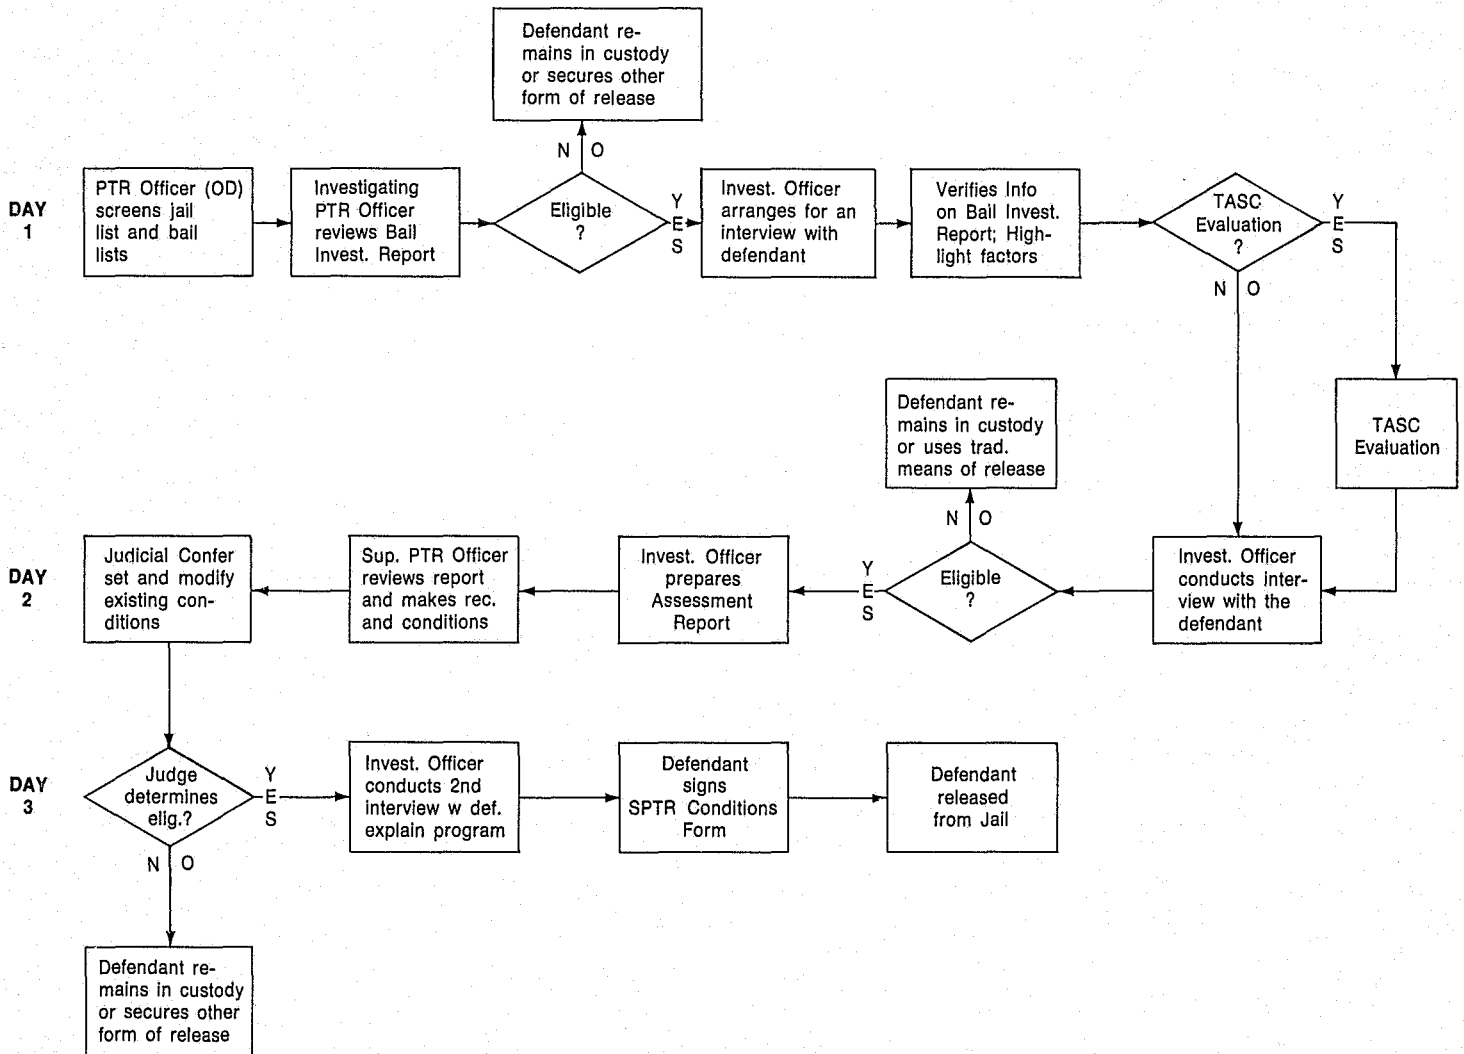 Defendant re-
mains in custody
or secures other
form of release
N O
DAY
1
PTR Officer (OD)
screens jail
list and bail
lists
Investigating
PTR Officer
reviews Bail
Invest. Report
Eligible
?
Y
E
S
Invest. Officer
arranges for an
interview with
defendant
Verifies Info
on Bail Invest.
Report; High-
light factors
TASC
Evaluation
?
Y
E
S
N O
TASC
Evaluation
Defendant re-
mains in custody
or uses trad.
means of release
N O
DAY
2
Judicial Confer
set and modify
existing con-
ditions
Sup. PTR Officer
reviews report
and makes rec.
and conditions
Invest. Officer
prepares
Assessment
Report
Y
E
S
Eligible
?
Invest. Officer
conducts inter-
view with the
defendant
DAY
3
Judge
determines
elig.?
Y
E
S
Invest. Officer
conducts 2nd
interview w def.
explain program
Defendant
signs
SPTR Conditions
Form
Defendant
released
from Jail
N O
Defendant re-
mains in custody
or secures other
form of release